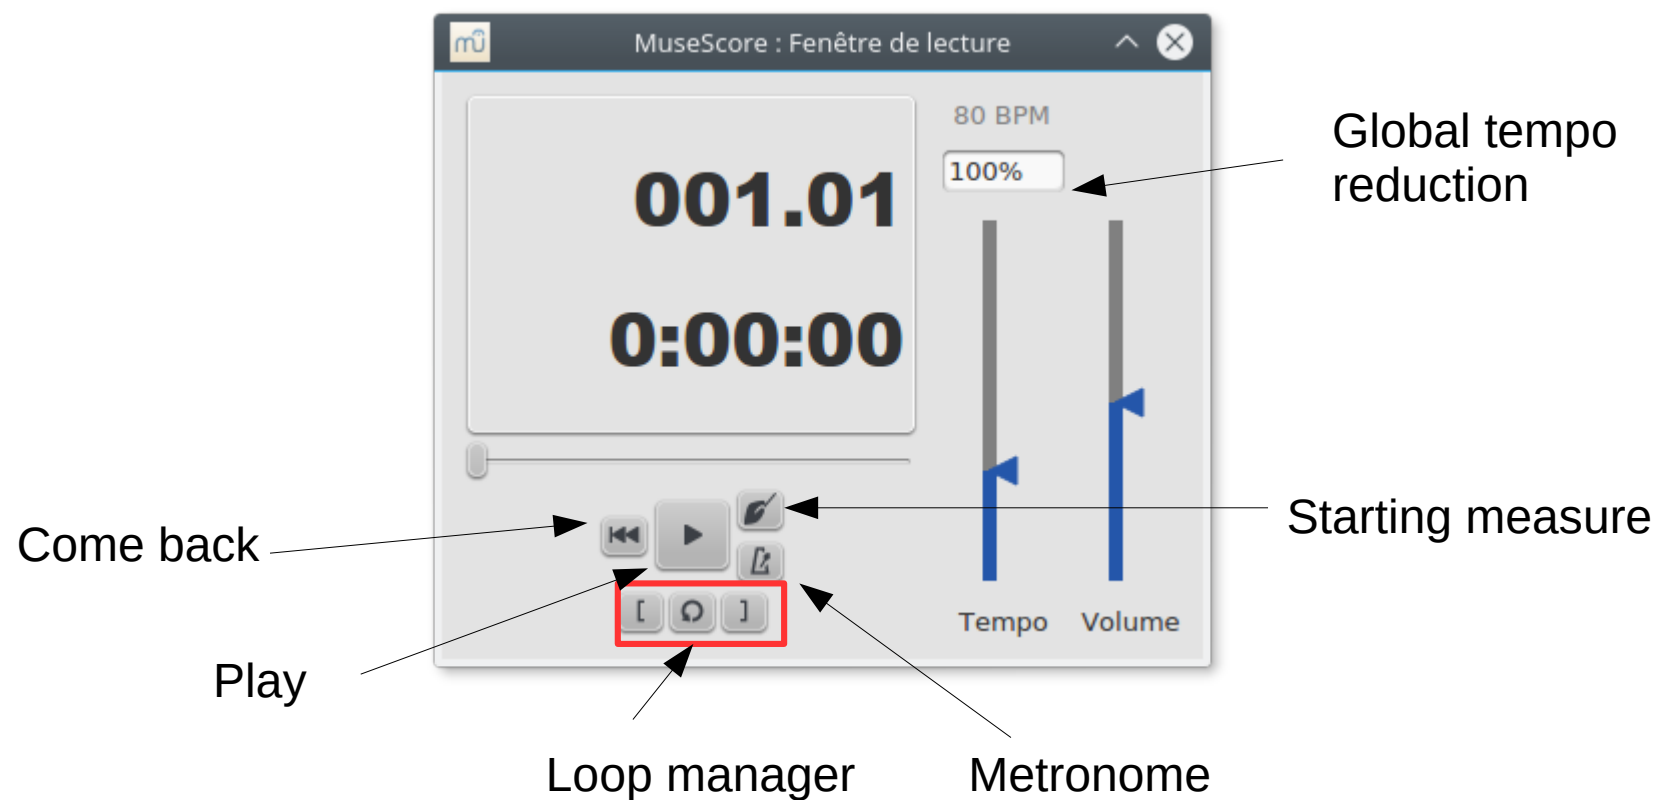 mu
MuseScore : Fenêtre de lecture
80 BPM
100%
Global tempo
reduction
001.01
0:00:00
Come back
Starting measure
[ ]
Tempo Volume
Play
Loop manager
Metronome